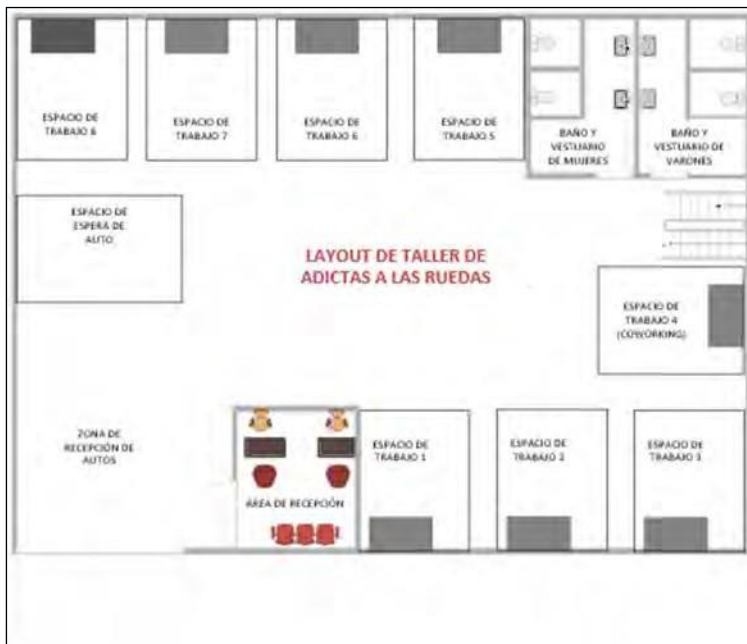 ESPACIO DE
TRABAJO 8
ESPACIO DE
TRABAJO 7
ESPACIO DE
TRABAJO 6
ESPACIO DE
TRABAJO 5
BAÑO Y
VESTUARIO
DE MUJERES
BAÑO Y
VESTUARIO DE
VARONES
ESPACIO DE
ESPERA DE
AUTO
LAYOUT DE TALLER DE
ADICTAS A LAS RUEDAS
ESPACIO DE
TRABAJO 4
(COWORKING)
ZONA DE
RECEPCIÓN DE
AUTOS
ÁREA DE RECEPCIÓN
ESPACIO DE
TRABAJO 1
ESPACIO DE
TRABAJO 2
ESPACIO DE
TRABAJO 3